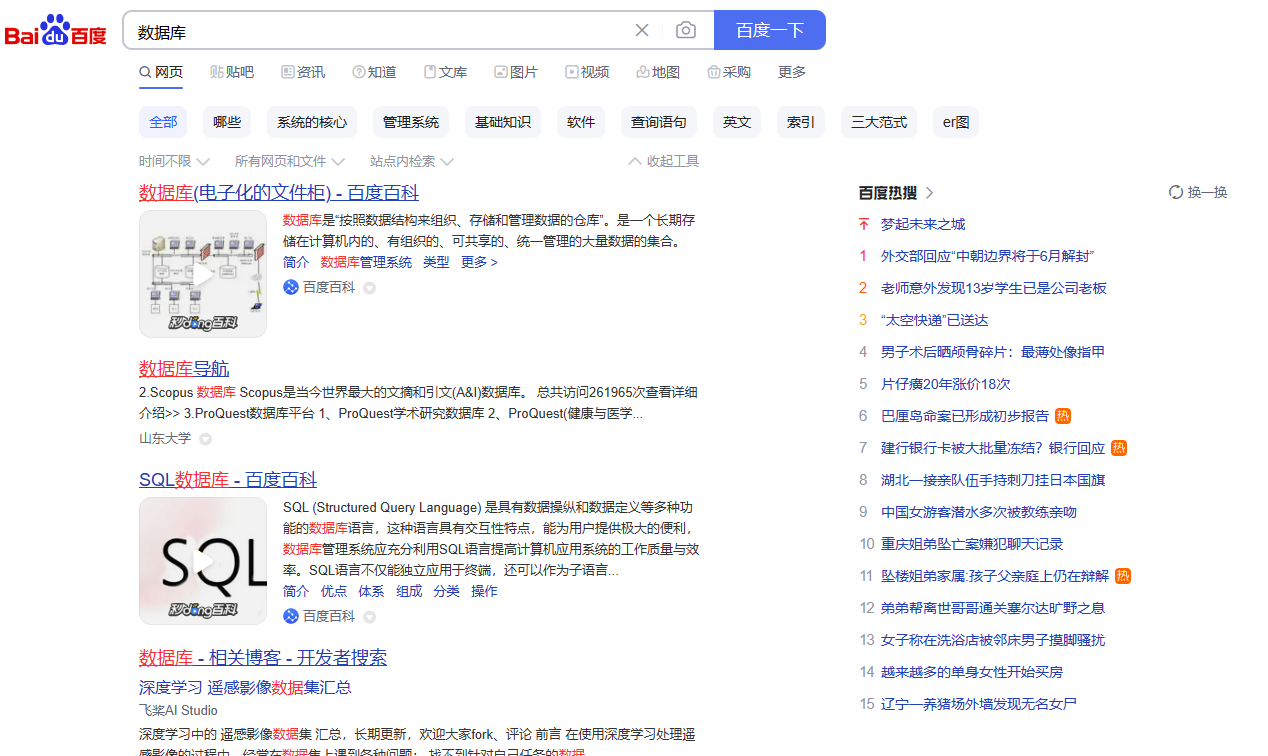 Bai du 百度
数据库
百度一下
网页 贴吧 资讯 知道 文库 图片 视频 地图 采购 更多
全部 哪些 系统的核心 管理系统 基础知识 软件 查询语句 英文 索引 三大范式 er图
时间不限 所有网页和文件 站点内检索 收起工具
数据库(电子化的文件柜) - 百度百科
数据库是“按照数据结构来组织、存储和管理数据的仓库”。是一个长期存
储在计算机内的、有组织的、可共享的、统一管理的大量数据的集合。
简介 数据库管理系统 类型 更多 >
百度百科
秒dong百科
数据库导航
2.Scopus 数据库 Scopus是当今世界最大的文摘和引文(A&I)数据库。 总共访问261965次查看详细
介绍>> 3.ProQuest数据库平台 1、ProQuest学术研究数据库 2、ProQuest(健康与医学...
山东大学
SQL数据库 - 百度百科
SQL
秒dong百科
SQL (Structured Query Language) 是具有数据操纵和数据定义等多种功
能的数据库语言，这种语言具有交互性特点，能为用户提供极大的便利，
数据库管理系统应充分利用SQL语言提高计算机应用系统的工作质量与效
率。SQL语言不仅能独立应用于终端，还可以作为子语言...
简介 优点 体系 组成 分类 操作
百度百科
数据库 - 相关博客 - 开发者搜索
深度学习 遥感影像数据集汇总
飞桨AI Studio
深度学习中的 遥感影像数据集 汇总，长期更新，欢迎大家fork、评论 前言 在使用深度学习处理遥
感影像的过程中，经常在数据集上遇到各种问题： 找不到针对自己任务的数据
百度热搜 换一换
梦起未来之城
1 外交部回应“中朝边界将于6月解封”
2 老师意外发现13岁学生已是公司老板
3 “太空快递”已送达
4 男子术后晒颅骨碎片：最薄处像指甲
5 片仔癀20年涨价18次
6 巴厘岛命案已形成初步报告 热
7 建行银行卡被大批量冻结？银行回应 热
8 湖北一接亲队伍手持刺刀挂日本国旗
9 中国女游客潜水多次被教练亲吻
10 重庆姐弟坠亡案嫌犯聊天记录
11 坠楼姐弟家属:孩子父亲庭上仍在辩解 热
12 弟弟帮离世哥哥通关塞尔达旷野之息
13 女子称在洗浴店被邻床男子摸脚骚扰
14 越来越多的单身女性开始买房
15 辽宁一养猪场外墙发现无名女尸